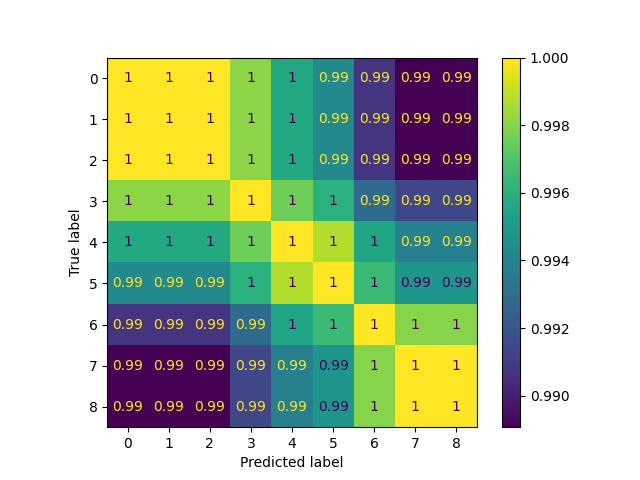 0 1 1 1 1 1 0.99 0.99 0.99 0.99 1.000
1 1 1 1 1 1 0.99 0.99 0.99 0.99 0.998
2 1 1 1 1 1 0.99 0.99 0.99 0.99
3 1 1 1 1 1 1 0.99 0.99 0.99 0.996
4 1 1 1 1 1 1 1 0.99 0.99 0.994
5 0.99 0.99 0.99 1 1 1 1 0.99 0.99
6 0.99 0.99 0.99 0.99 1 1 1 1 1 0.992
7 0.99 0.99 0.99 0.99 0.99 0.99 1 1 1
8 0.99 0.99 0.99 0.99 0.99 0.99 1 1 1 0.990
True label
0 1 2 3 4 5 6 7 8
Predicted label